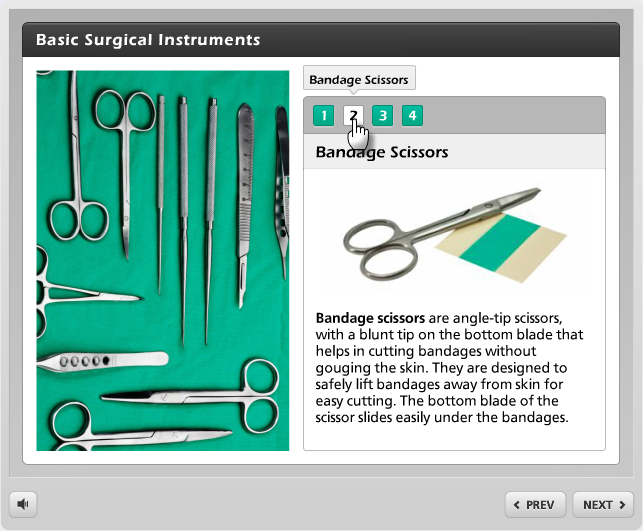 Basic Surgical Instruments
Bandage Scissors
1 2 3 4
Bandage Scissors
Bandage scissors are angle-tip scissors,
with a blunt tip on the bottom blade that
helps in cutting bandages without
gouging the skin. They are designed to
safely lift bandages away from skin for
easy cutting. The bottom blade of the
scissor slides easily under the bandages.
PREV NEXT